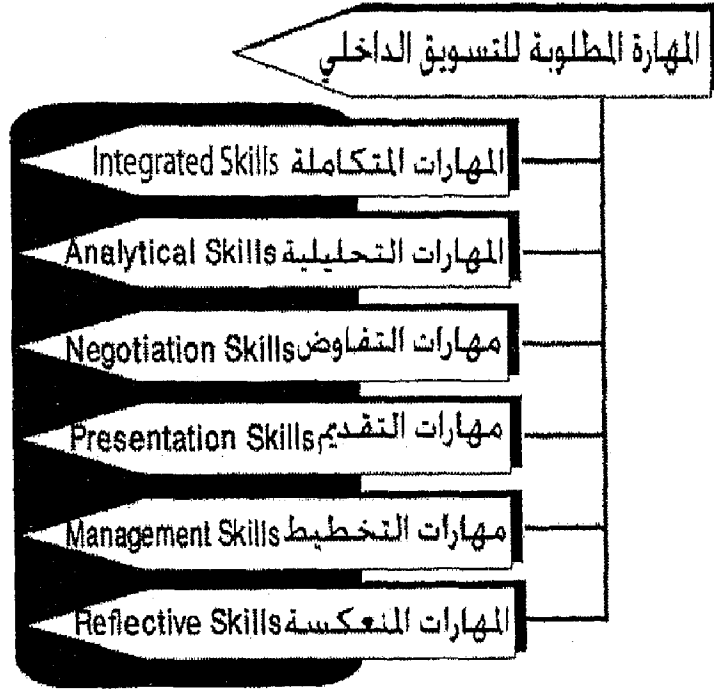 المهارة المطلوبة للتسويق الداخلي
المهارات المتكاملة Integrated Skills
المهارات التحليلية Analytical Skills
مهارات التفاوض Negotiation Skills
مهارات التقديم Presentation Skills
مهارات التخطيط Management Skills
المهارات المنعكسة Reflective Skills